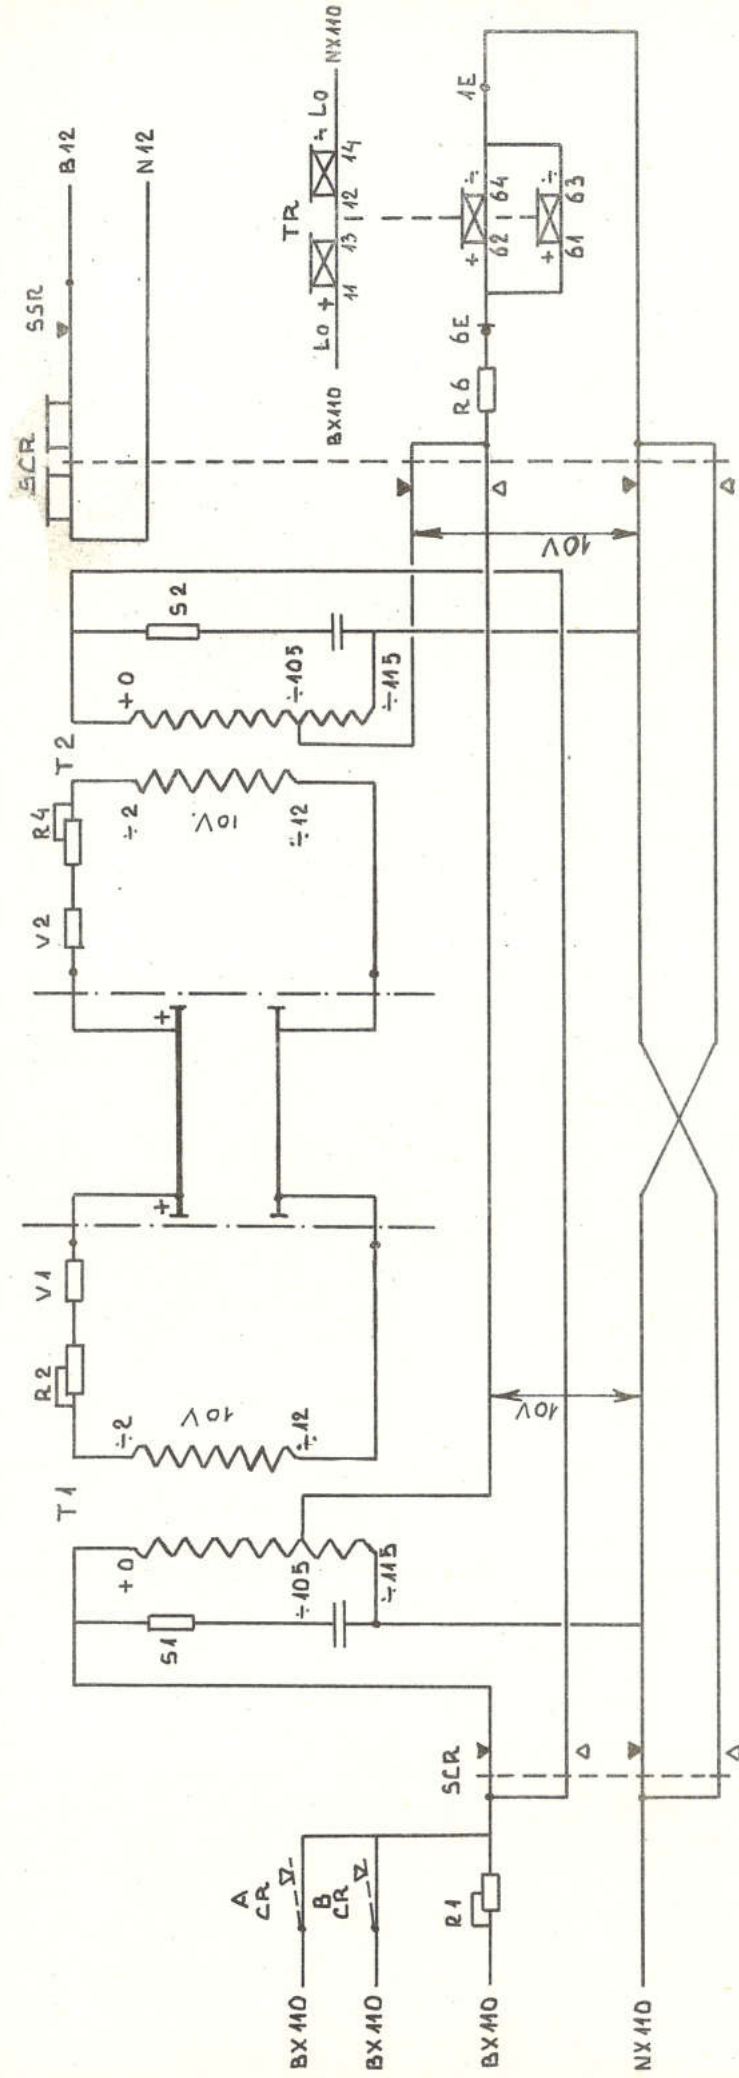 BX110
BX110
BX110
NX110
A
CR
B
CR
R1
SCR
S1
T1
+0
÷105
÷115
R2
V1
÷2
10V
÷12
+
+
10V
V2
R4
T2
÷2
10V.
÷12
+0
÷105
÷115
S2
SCR
SSR
B12
N12
10V
TR
BX110
LO +
11
13
12
14
÷ LO
NX110
R6
6E
+
62
64
÷
+
61
63
÷
1E